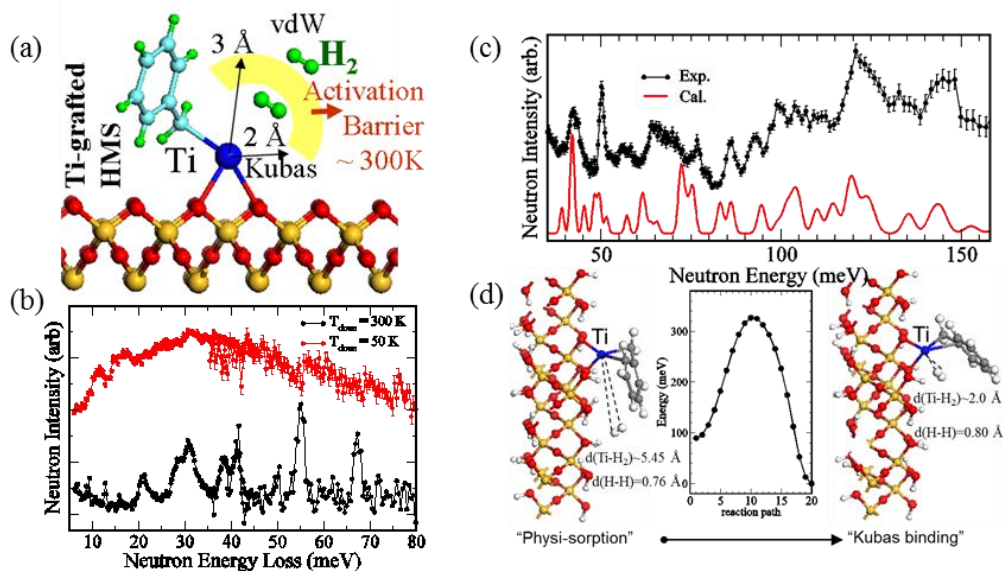 (a)
vdW
3 Å
H2
Activation
Barrier
~ 300K
2 Å
Kubas
Ti
Ti-grafted
HMS
(b)
Neutron Intensity (arb)
T_dose = 300 K
T_dose = 50 K
10 20 30 40 50 60 70 80
Neutron Energy Loss (meV)
(c)
Neutron Intensity (arb.)
Exp.
Cal.
50 100 150
Neutron Energy (meV)
(d)
Ti
d(Ti-H2)~5.45 Å
d(H-H)=0.76 Å
Energy (meV)
300
200
100
0
0 5 10 15 20
reaction path
Ti
d(Ti-H2)~2.0 Å
d(H-H)=0.80 Å
"Physi-sorption"
"Kubas binding"